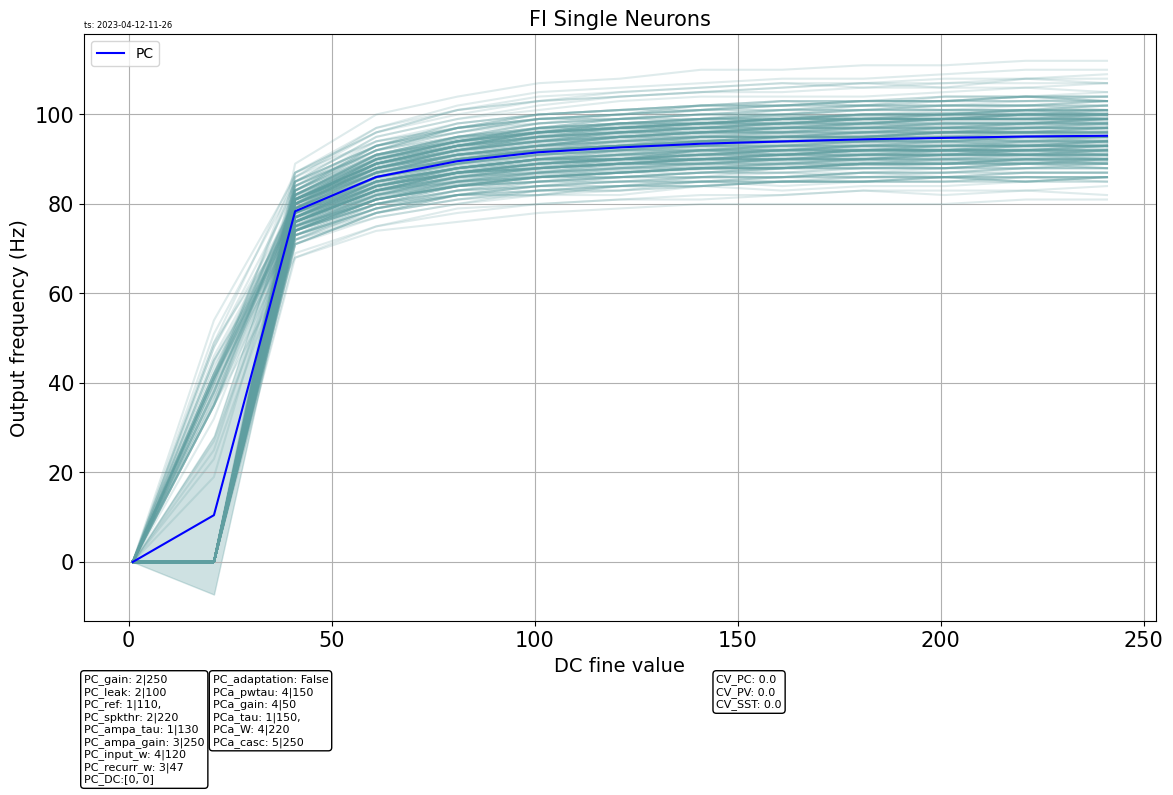 FI Single Neurons
ts: 2023-04-12-11-26
PC
100
80
60
40
20
0
Output frequency (Hz)
0 50 100 150 200 250
DC fine value
PC_gain: 2|250
PC_leak: 2|100
PC_ref: 1|110,
PC_spkthr: 2|220
PC_ampa_tau: 1|130
PC_ampa_gain: 3|250
PC_input_w: 4|120
PC_recurr_w: 3|47
PC_DC:[0, 0]
PC_adaptation: False
PCa_pwtau: 4|150
PCa_gain: 4|50
PCa_tau: 1|150,
PCa_W: 4|220
PCa_casc: 5|250
CV_PC: 0.0
CV_PV: 0.0
CV_SST: 0.0